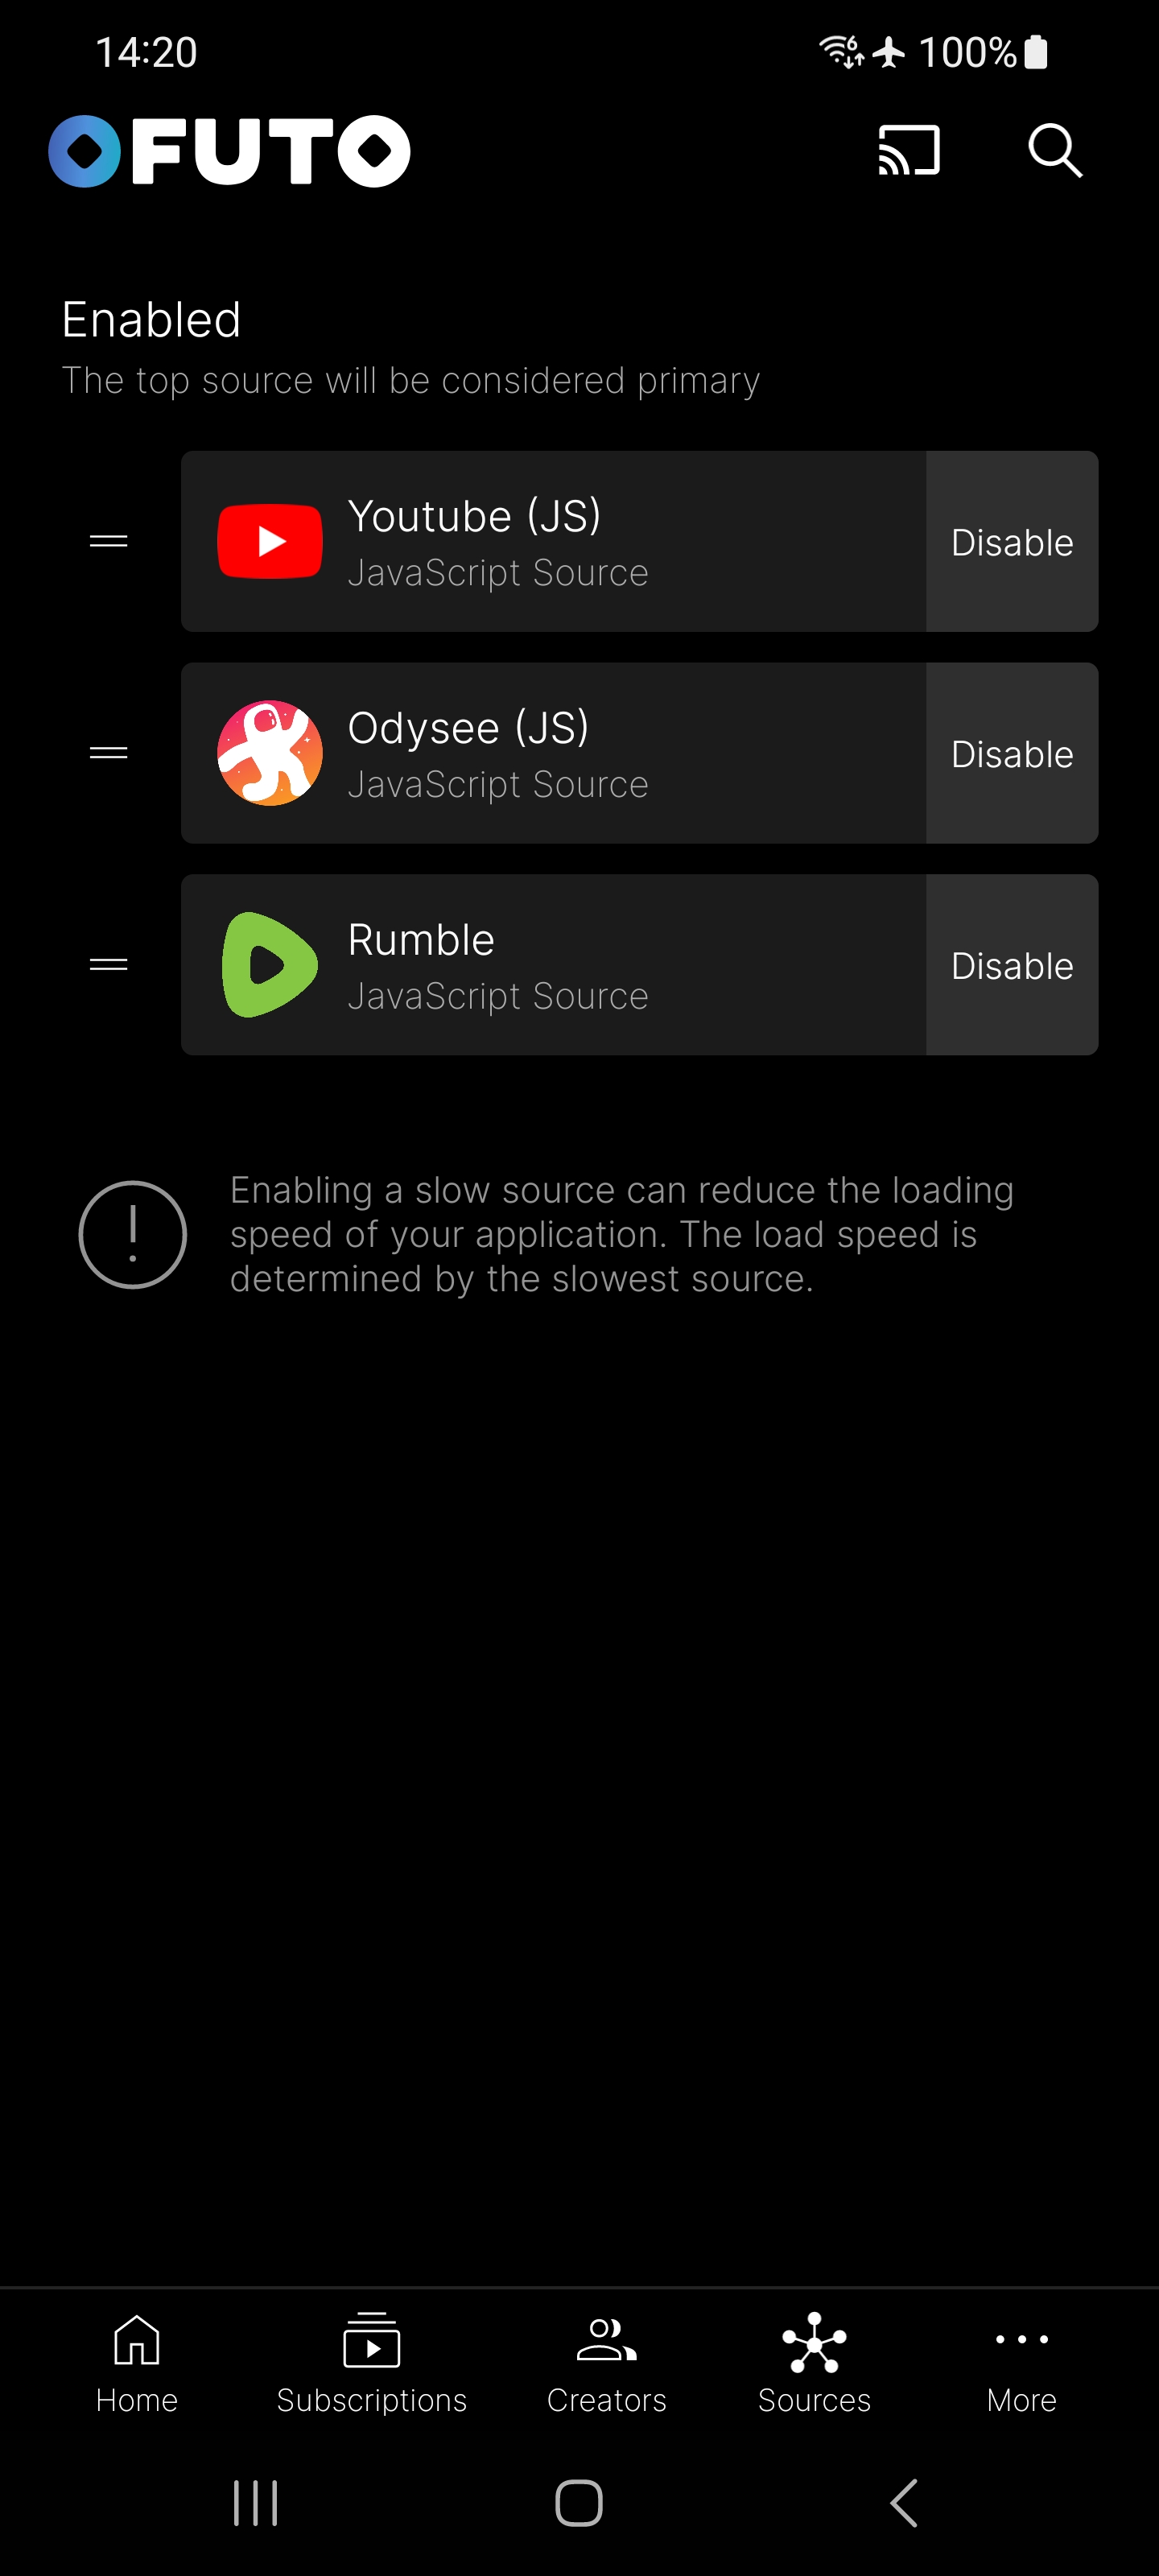 14:20
6
100%
FUTO
Enabled
The top source will be considered primary
Youtube (JS)
JavaScript Source
Disable
Odysee (JS)
JavaScript Source
Disable
Rumble
JavaScript Source
Disable
Enabling a slow source can reduce the loading
speed of your application. The load speed is
determined by the slowest source.
Home
Subscriptions
Creators
Sources
More